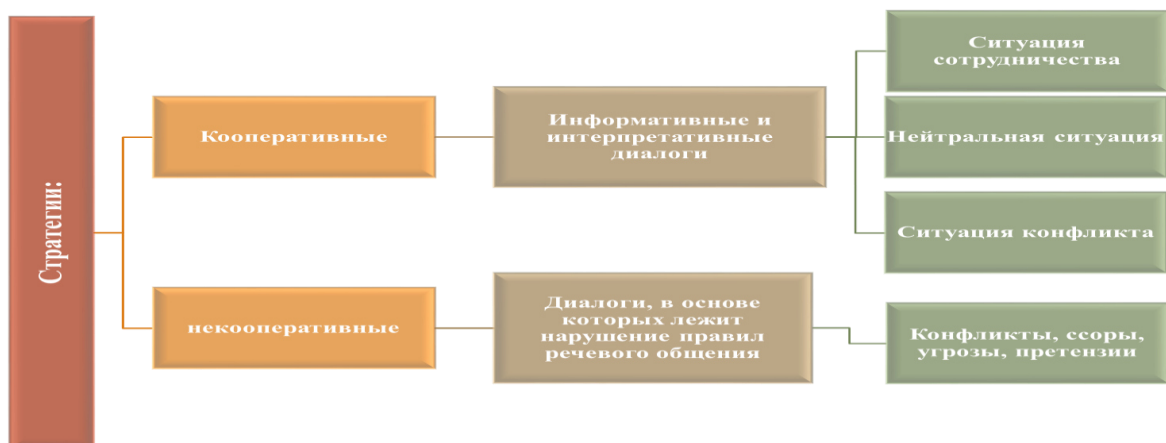 Стратегии:
Кооперативные
Информативные и
интерпретативные
диалоги
Ситуация
сотрудничества
Нейтральная ситуация
Ситуация конфликта
некооперативные
Диалоги, в основе
которых лежит
нарушение правил
речевого общения
Конфликты, ссоры,
угрозы, претензии